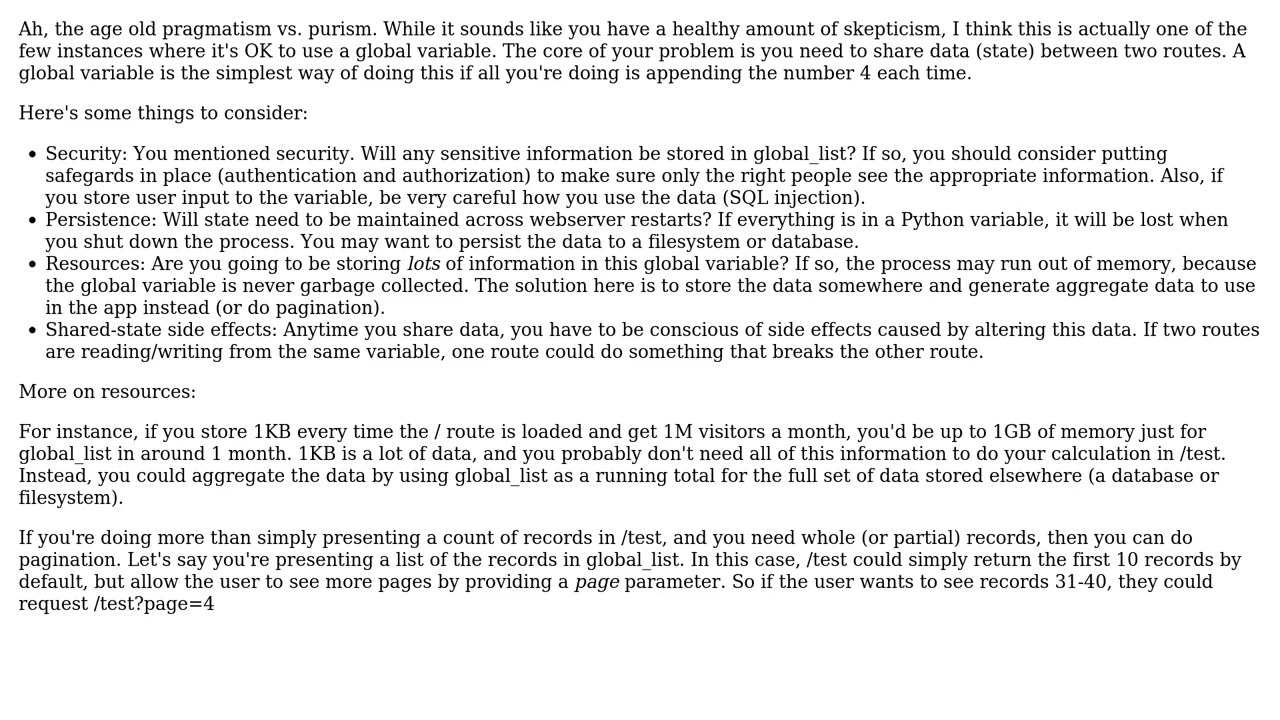 Ah, the age old pragmatism vs. purism. While it sounds like you have a healthy amount of skepticism, I think this is actually one of the
few instances where it's OK to use a global variable. The core of your problem is you need to share data (state) between two routes. A
global variable is the simplest way of doing this if all you're doing is appending the number 4 each time.
Here's some things to consider:
• Security: You mentioned security. Will any sensitive information be stored in global_list? If so, you should consider putting
safegards in place (authentication and authorization) to make sure only the right people see the appropriate information. Also, if
you store user input to the variable, be very careful how you use the data (SQL injection).
• Persistence: Will state need to be maintained across webserver restarts? If everything is in a Python variable, it will be lost when
you shut down the process. You may want to persist the data to a filesystem or database.
• Resources: Are you going to be storing lots of information in this global variable? If so, the process may run out of memory, because
the global variable is never garbage collected. The solution here is to store the data somewhere and generate aggregate data to use
in the app instead (or do pagination).
• Shared-state side effects: Anytime you share data, you have to be conscious of side effects caused by altering this data. If two routes
are reading/writing from the same variable, one route could do something that breaks the other route.
More on resources:
For instance, if you store 1KB every time the / route is loaded and get 1M visitors a month, you'd be up to 1GB of memory just for
global_list in around 1 month. 1KB is a lot of data, and you probably don't need all of this information to do your calculation in /test.
Instead, you could aggregate the data by using global_list as a running total for the full set of data stored elsewhere (a database or
filesystem).
If you're doing more than simply presenting a count of records in /test, and you need whole (or partial) records, then you can do
pagination. Let's say you're presenting a list of the records in global_list. In this case, /test could simply return the first 10 records by
default, but allow the user to see more pages by providing a page parameter. So if the user wants to see records 31-40, they could
request /test?page=4